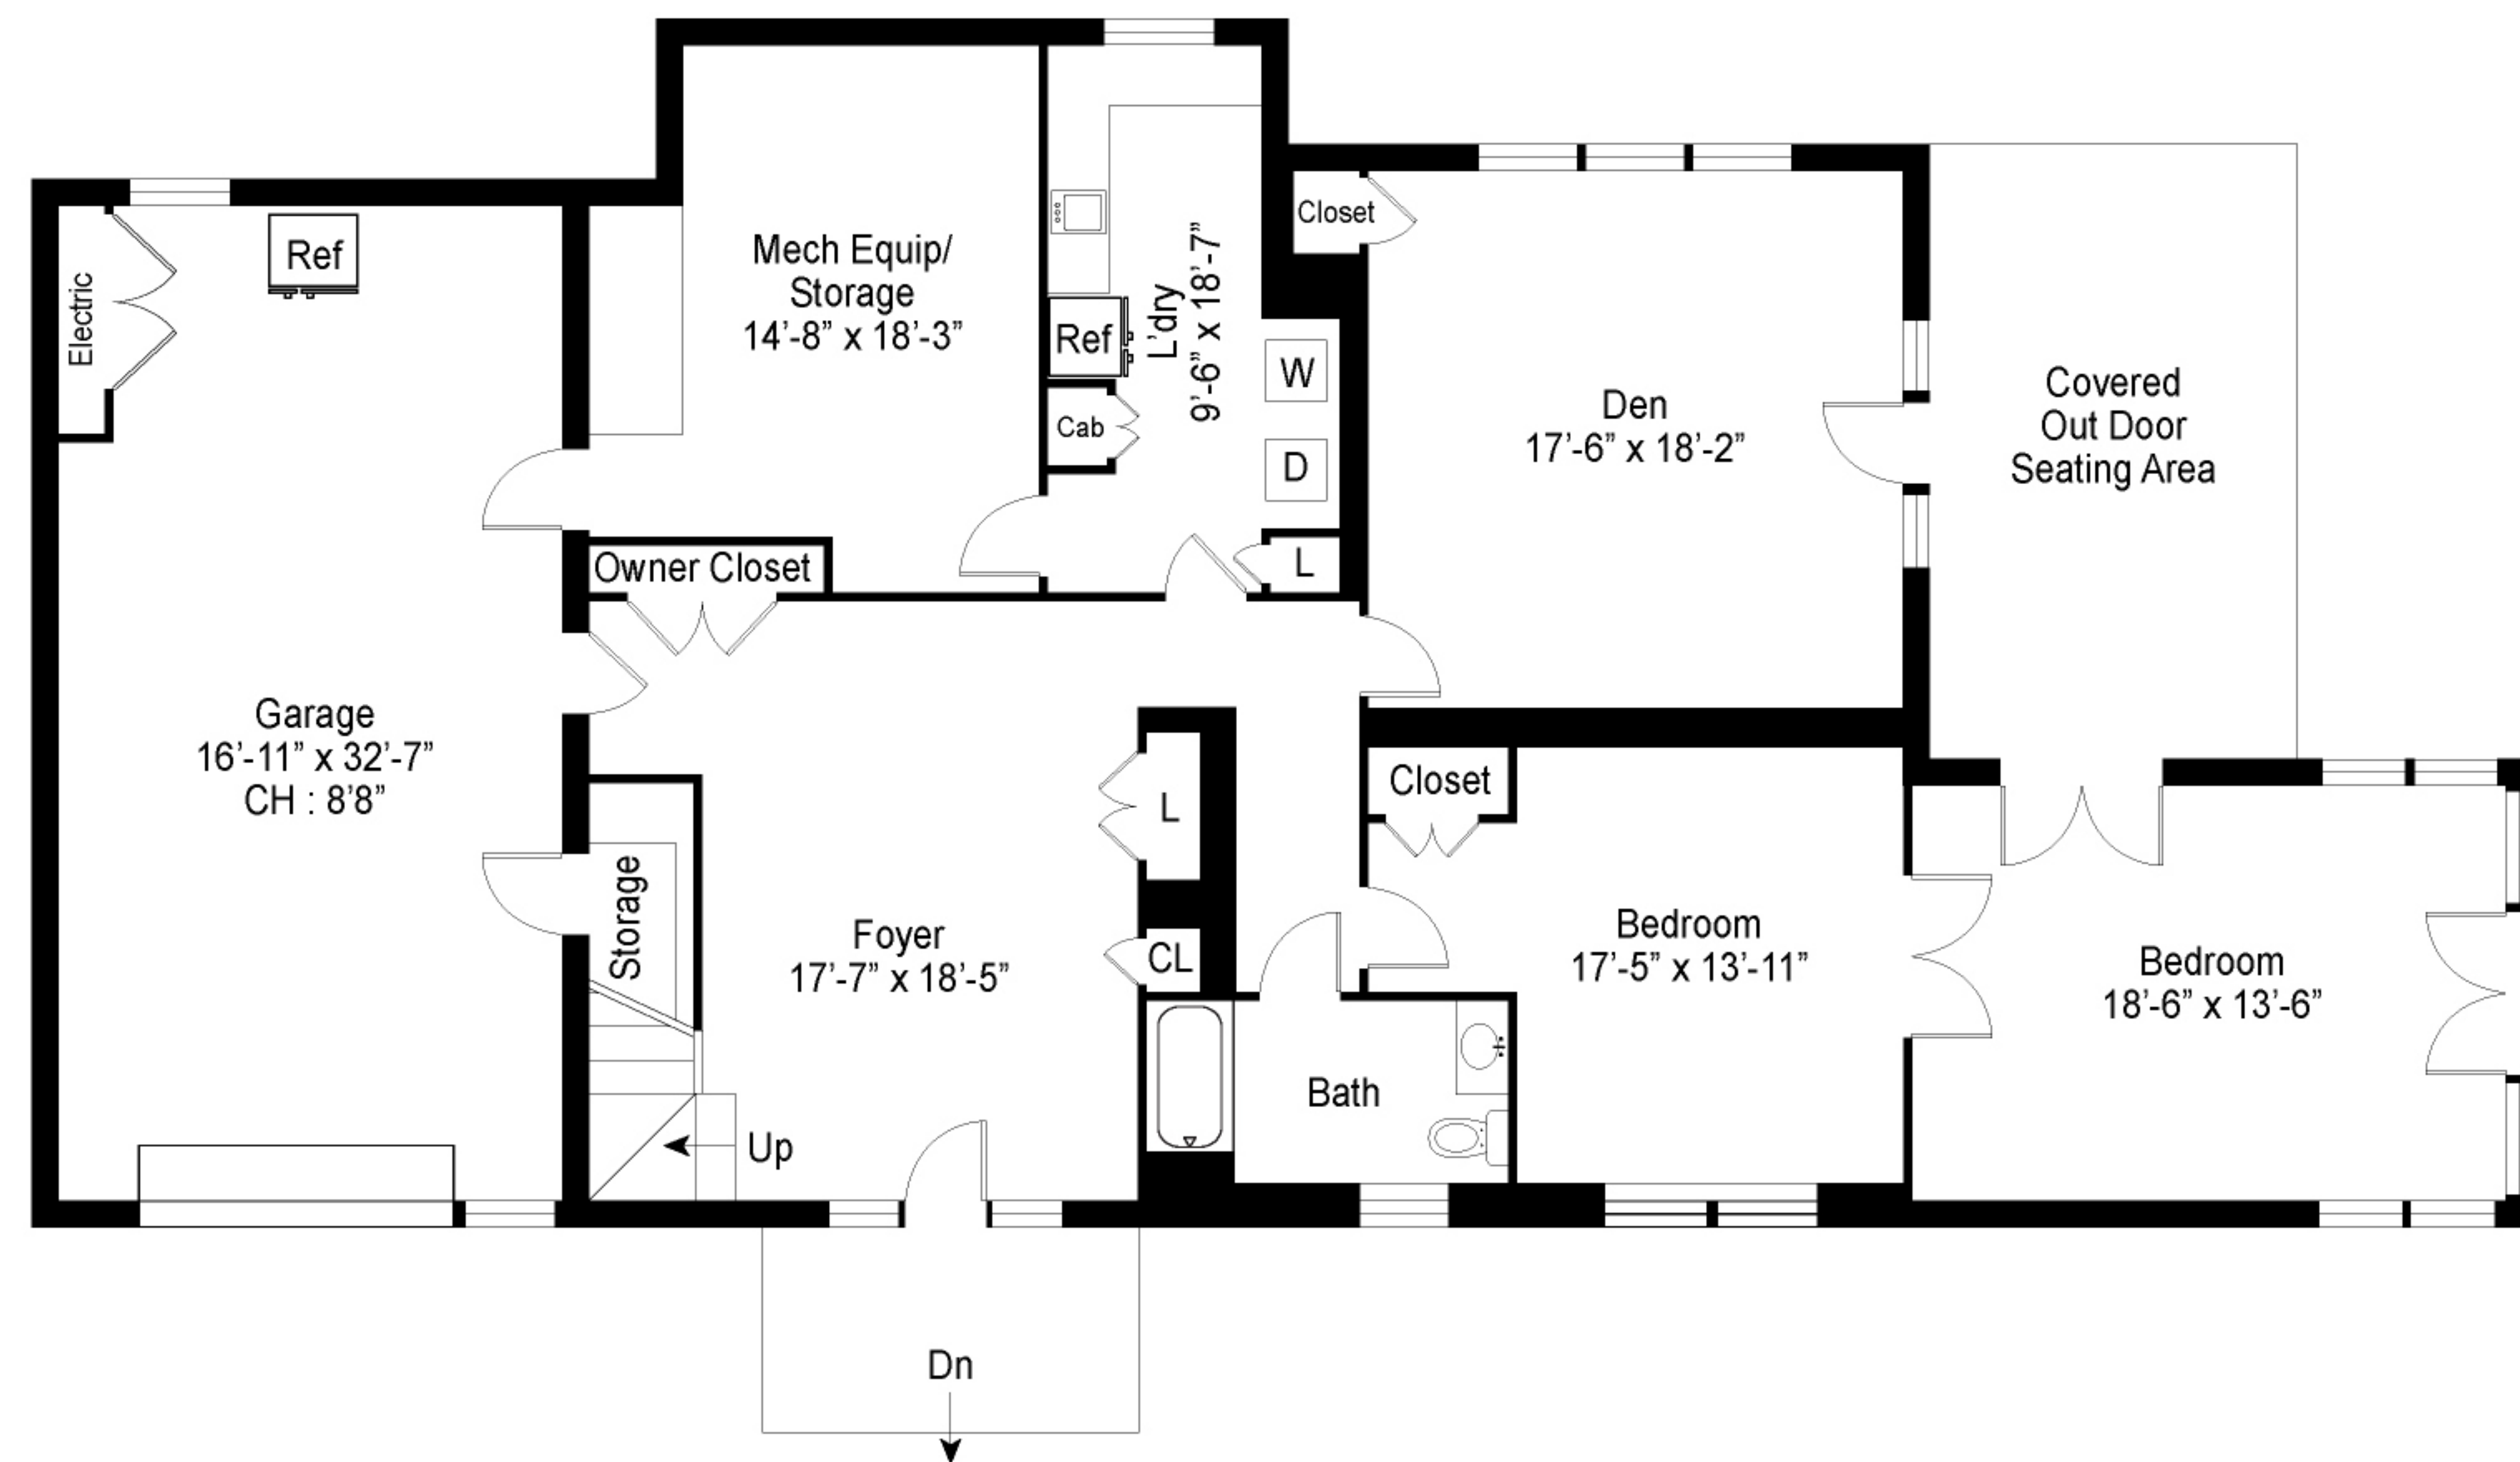 Electric
Ref
Mech Equip/
Storage
14’-8” x 18’-3”
L’dry
9’-6” x 18’-7”
Ref
Cab
W
D
L
Closet
Den
17’-6” x 18’-2”
Covered
Out Door
Seating Area
Owner Closet
Garage
16’-11” x 32’-7”
CH : 8’8”
Storage
Foyer
17’-7” x 18’-5”
L
CL
Closet
Bedroom
17’-5” x 13’-11”
Bedroom
18’-6” x 13’-6”
Bath
Up
Dn